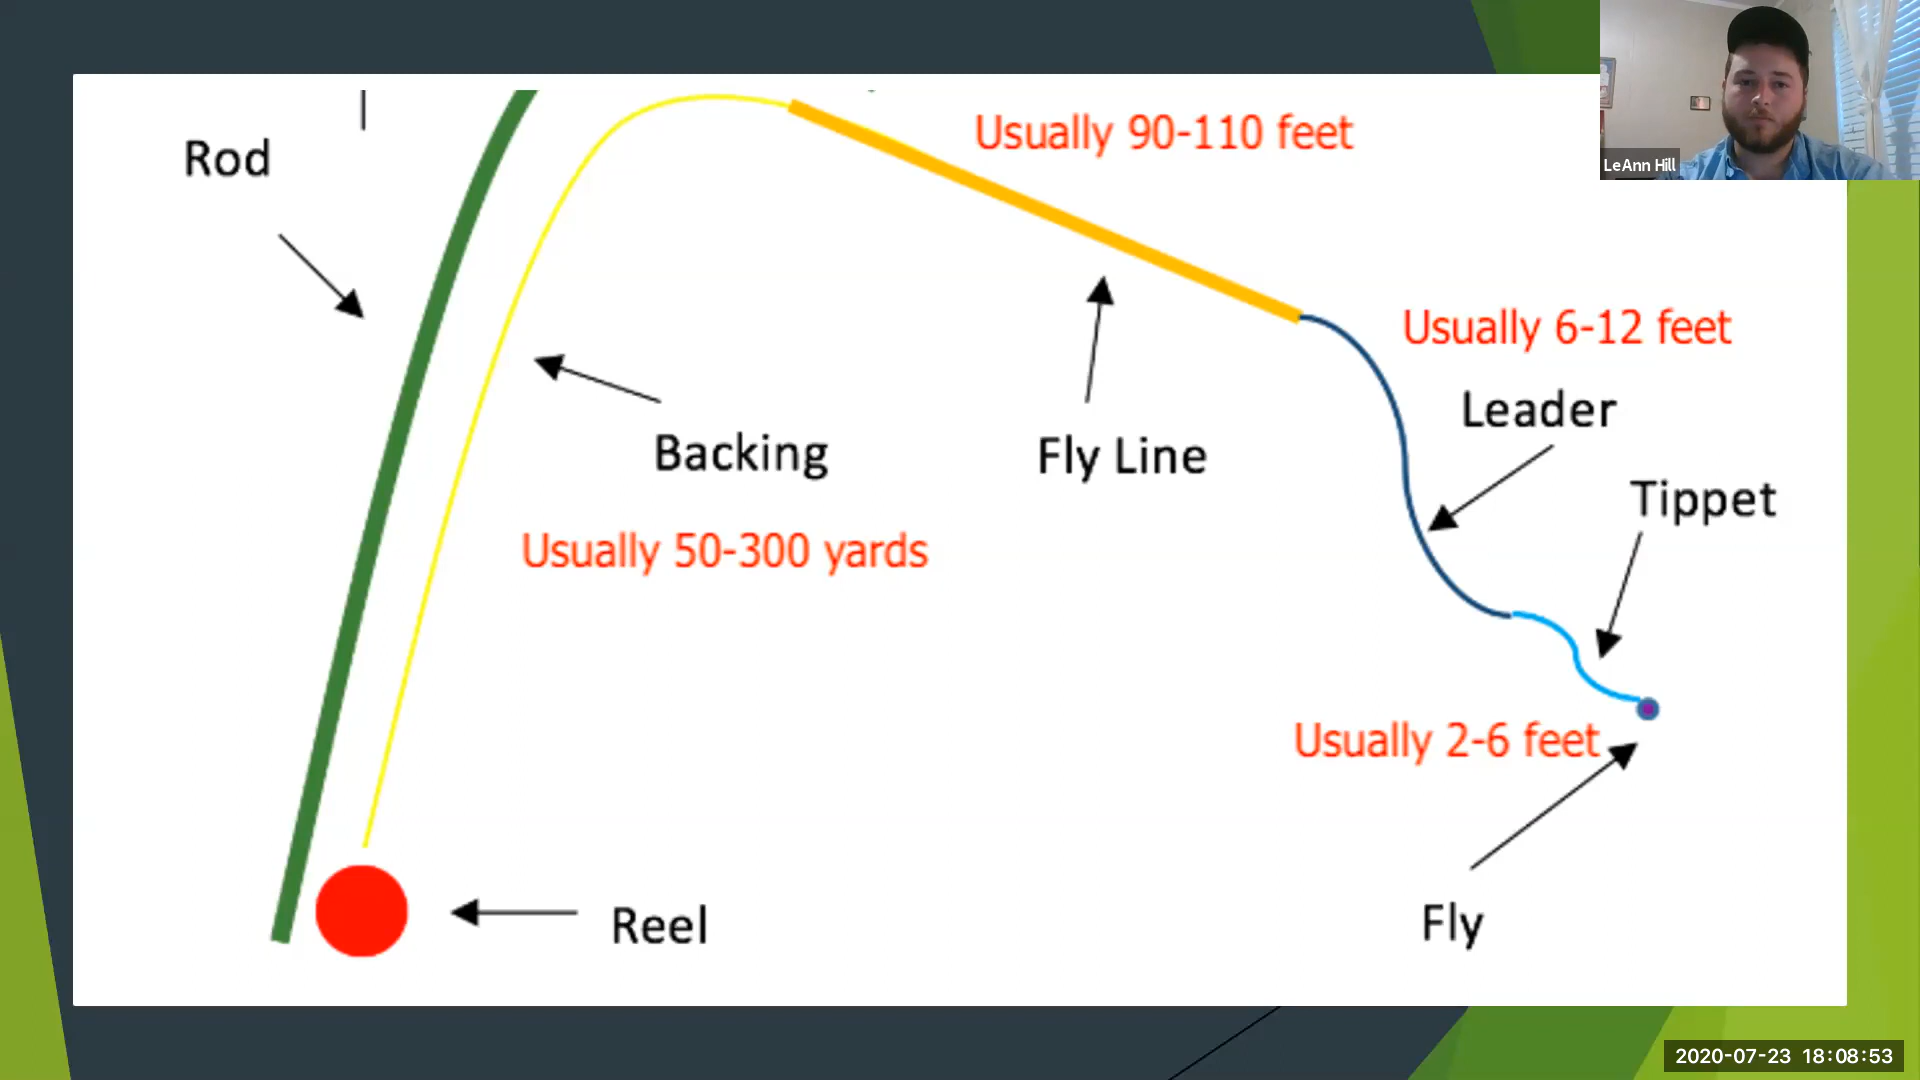 Usually 90-110 feet
Rod
LeAnn Hill
Usually 6-12 feet
Leader
Backing
Fly Line
Tippet
Usually 50-300 yards
Usually 2-6 feet
Reel
Fly
2020-07-23 18:08:53